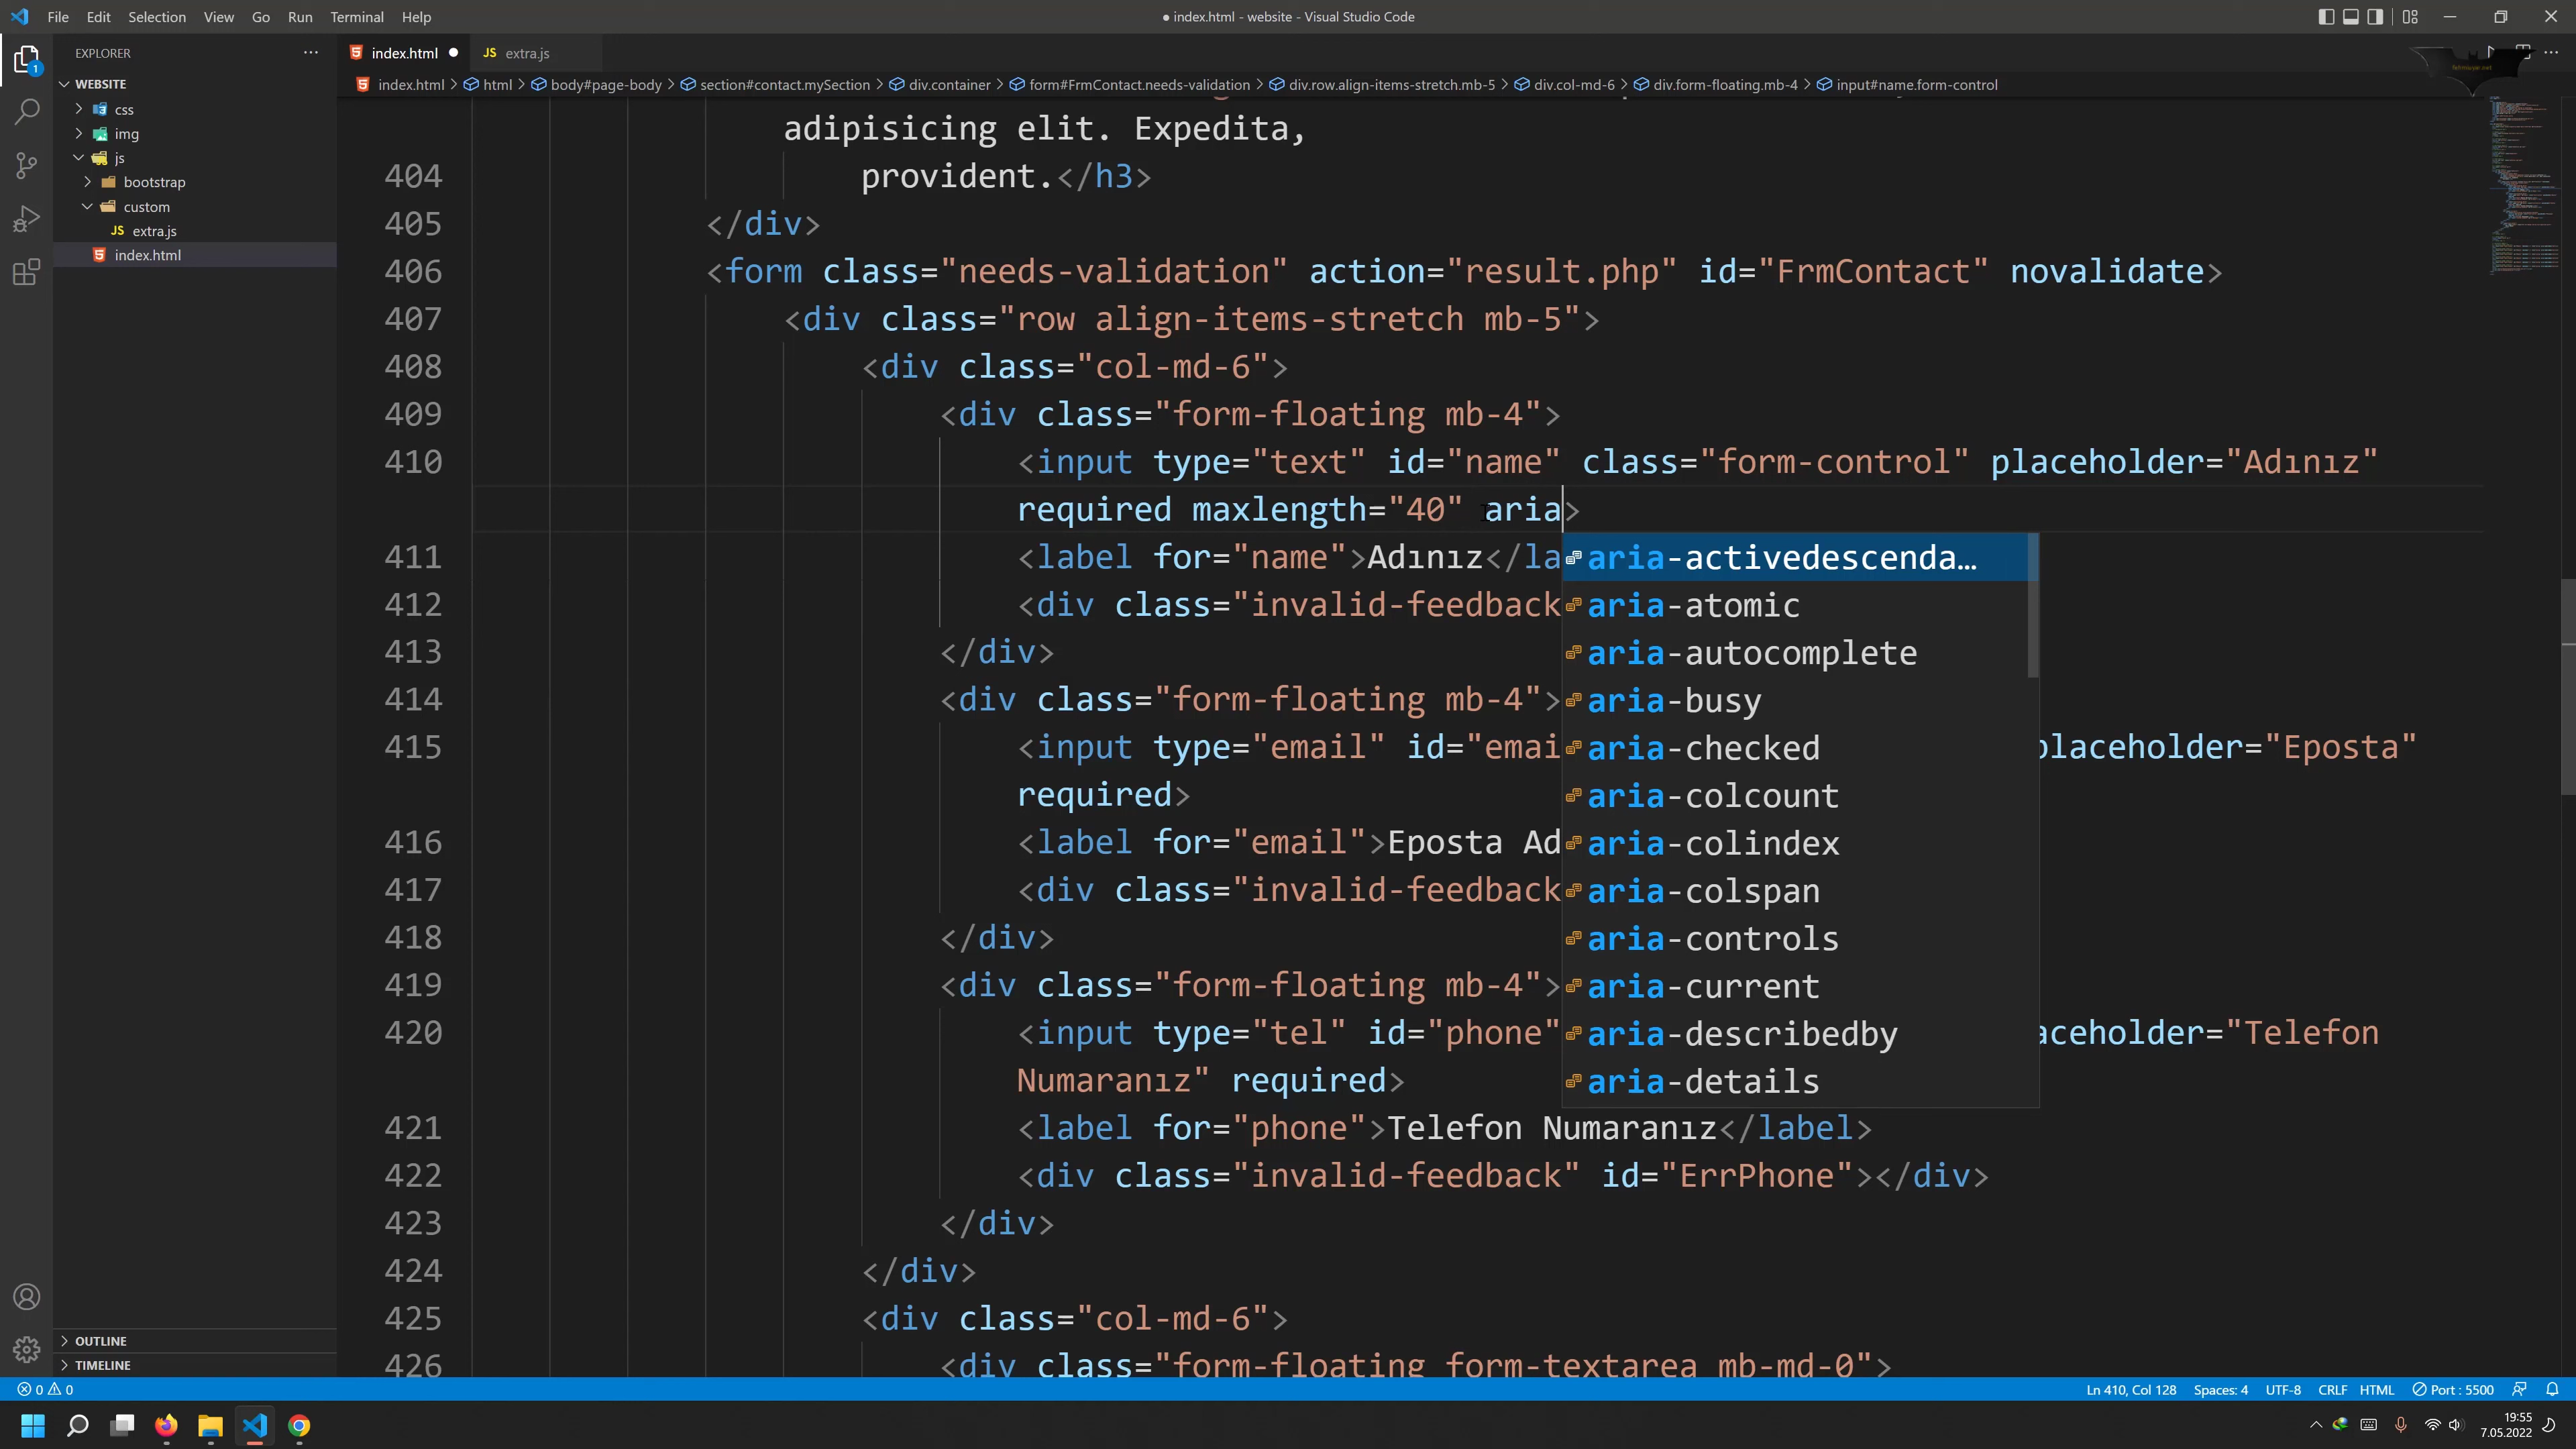 File Edit Selection View Go Run Terminal Help
● index.html - website - Visual Studio Code
EXPLORER
index.html
JS extra.js
WEBSITE
css
img
js
bootstrap
custom
JS extra.js
index.html
OUTLINE
TIMELINE
index.html > html > body#page-body > section#contact.mySection > div.container > form#FrmContact.needs-validation > div.row.align-items-stretch.mb-5 > div.col-md-6 > div.form-floating.mb-4 > input#name.form-control
adipisicing elit. Expedita,
404 provident.</h3>
405 </div>
406 <form class="needs-validation" action="result.php" id="FrmContact" novalidate>
407 <div class="row align-items-stretch mb-5">
408 <div class="col-md-6">
409 <div class="form-floating mb-4">
410 <input type="text" id="name" class="form-control" placeholder="Adınız"
required maxlength="40" aria>
411 <label for="name">Adınız</la
412 <div class="invalid-feedback
413 </div>
414 <div class="form-floating mb-4">
415 <input type="email" id="emai placeholder="Eposta"
required>
416 <label for="email">Eposta Ad
417 <div class="invalid-feedback
418 </div>
419 <div class="form-floating mb-4">
420 <input type="tel" id="phone" aceholder="Telefon
Numaranız" required>
421 <label for="phone">Telefon Numaranız</label>
422 <div class="invalid-feedback" id="ErrPhone"></div>
423 </div>
424 </div>
425 <div class="col-md-6">
426 <div class="form-floating form-textarea mb-md-0">
aria-activedescenda…
aria-atomic
aria-autocomplete
aria-busy
aria-checked
aria-colcount
aria-colindex
aria-colspan
aria-controls
aria-current
aria-describedby
aria-details
0 0
Ln 410, Col 128 Spaces: 4 UTF-8 CRLF HTML Port : 5500
19:55
7.05.2022